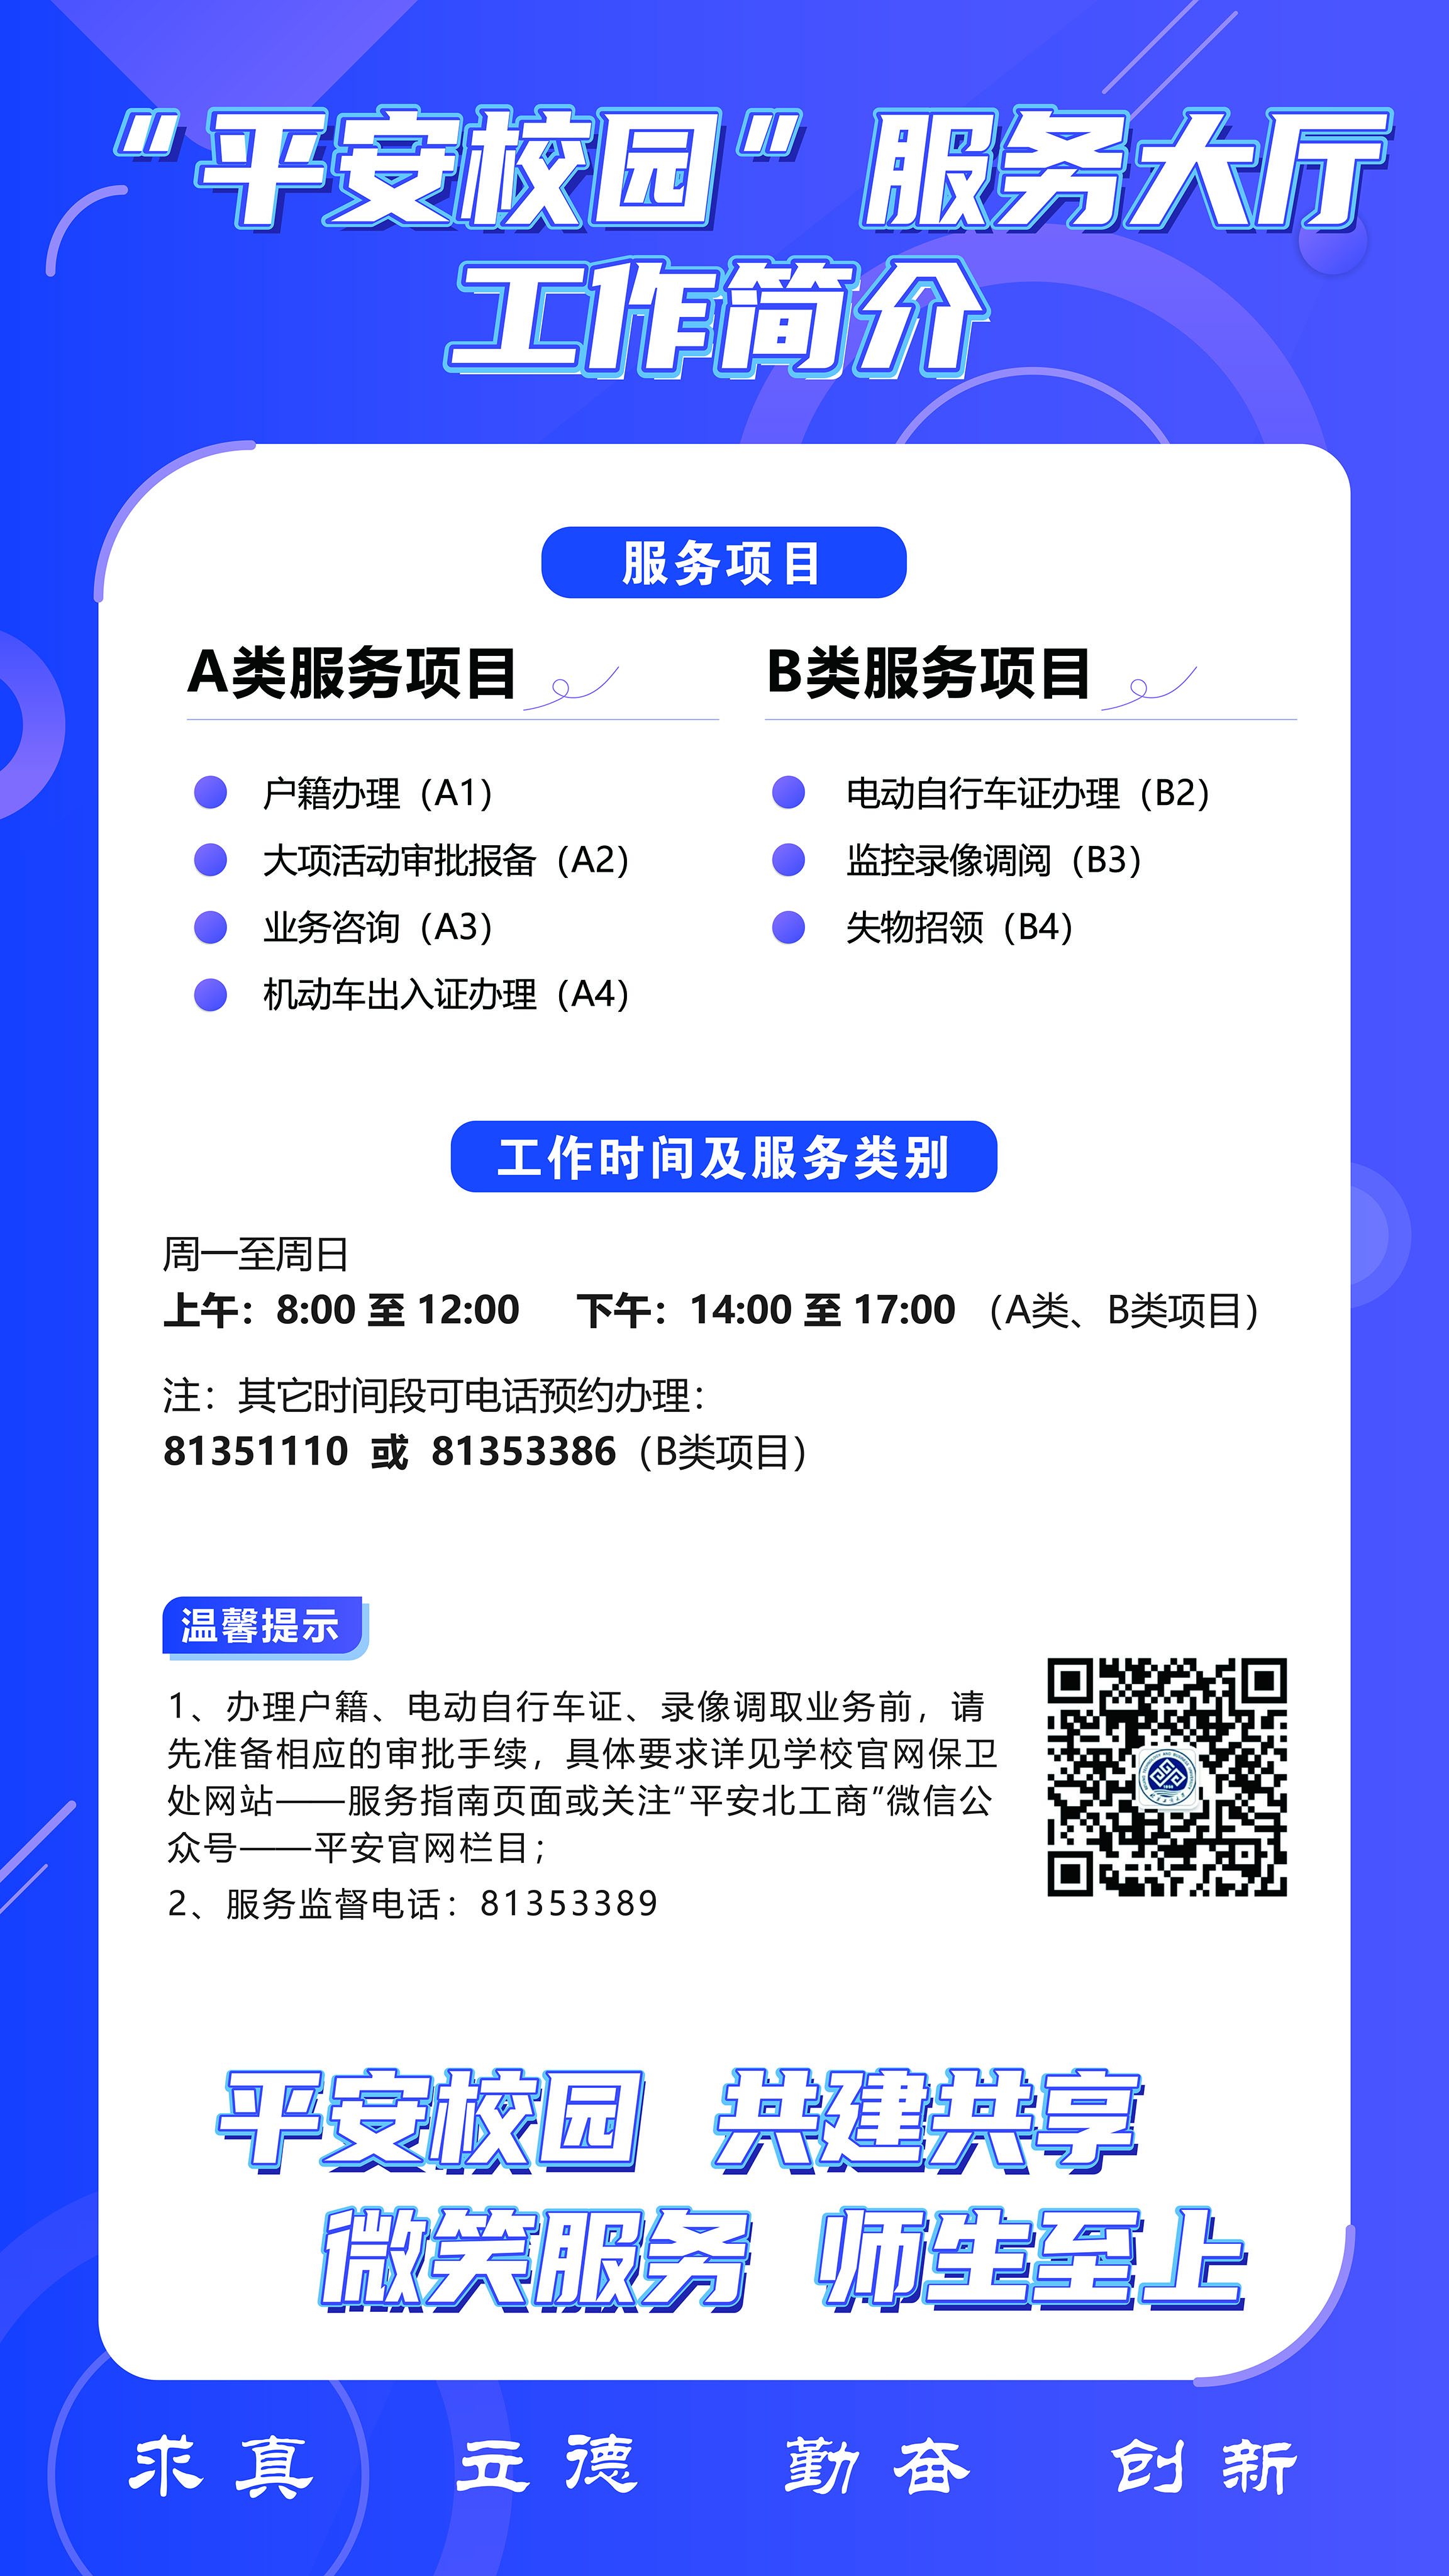 “平安校园”服务大厅
工作简介
服务项目
A类服务项目
户籍办理（A1）
大项活动审批报备（A2）
业务咨询（A3）
机动车出入证办理（A4）
B类服务项目
电动自行车证办理（B2）
监控录像调阅（B3）
失物招领（B4）
工作时间及服务类别
周一至周日
上午：8:00 至 12:00 下午：14:00 至 17:00 （A类、B类项目）
注：其它时间段可电话预约办理：
81351110 或 81353386（B类项目）
温馨提示
1、办理户籍、电动自行车证、录像调取业务前，请
先准备相应的审批手续，具体要求详见学校官网保卫
处网站——服务指南页面或关注“平安北工商”微信公
众号——平安官网栏目；
2、服务监督电话：81353389
平安校园 共建共享
微笑服务 师生至上
求真 立德 勤奋 创新